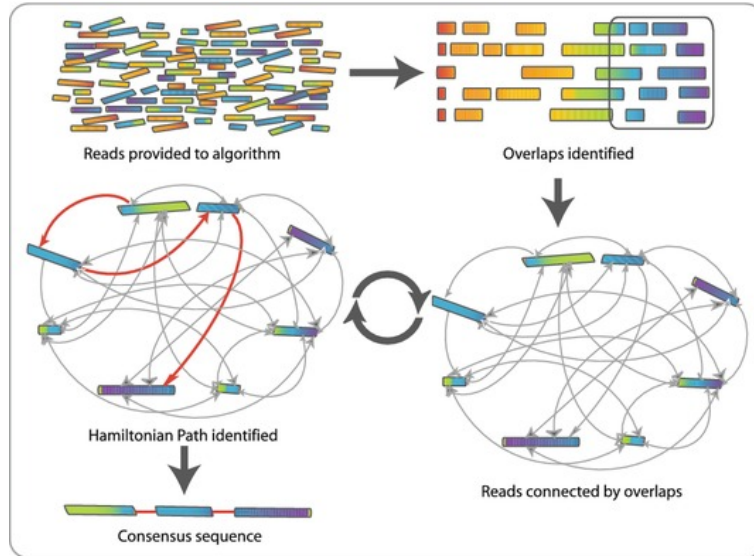 Reads provided to algorithm
Overlaps identified
Hamiltonian Path identified
Reads connected by overlaps
Consensus sequence